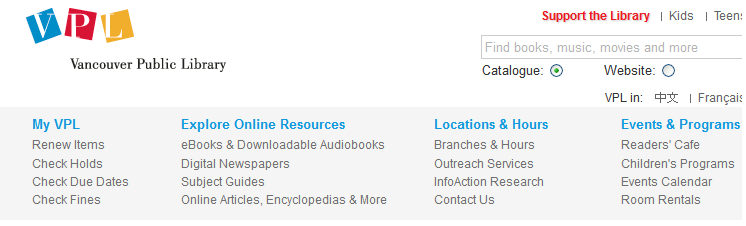 VPL
Vancouver Public Library
Support the Library | Kids | Teens
Find books, music, movies and more
Catalogue: Website:
VPL in: 中文 | Français
My VPL
Renew Items
Check Holds
Check Due Dates
Check Fines
Explore Online Resources
eBooks & Downloadable Audiobooks
Digital Newspapers
Subject Guides
Online Articles, Encyclopedias & More
Locations & Hours
Branches & Hours
Outreach Services
InfoAction Research
Contact Us
Events & Programs
Readers' Cafe
Children's Programs
Events Calendar
Room Rentals